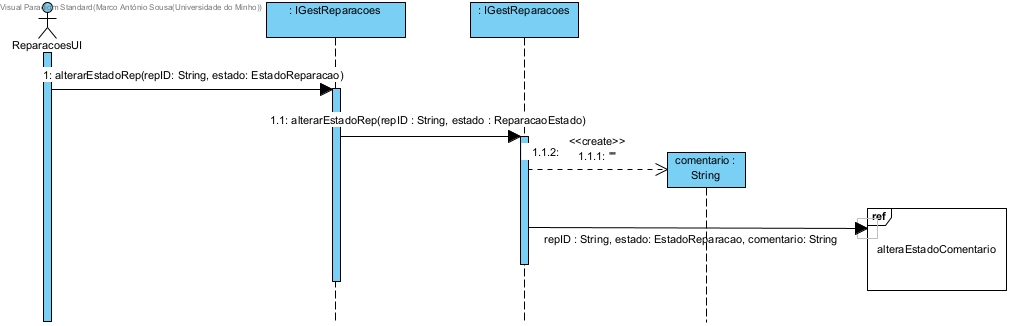 Visual Paradigm Standard(Marco António Sousa(Universidade do Minho))
ReparacoesUI
: IGestReparacoes
: IGestReparacoes
1: alterarEstadoRep(repID: String, estado: EstadoReparacao)
1.1: alterarEstadoRep(repID : String, estado : ReparacaoEstado)
<<create>>
1.1.2:
1.1.1: ""
comentario :
String
ref
repID : String, estado: EstadoReparacao, comentario: String
alteraEstadoComentario